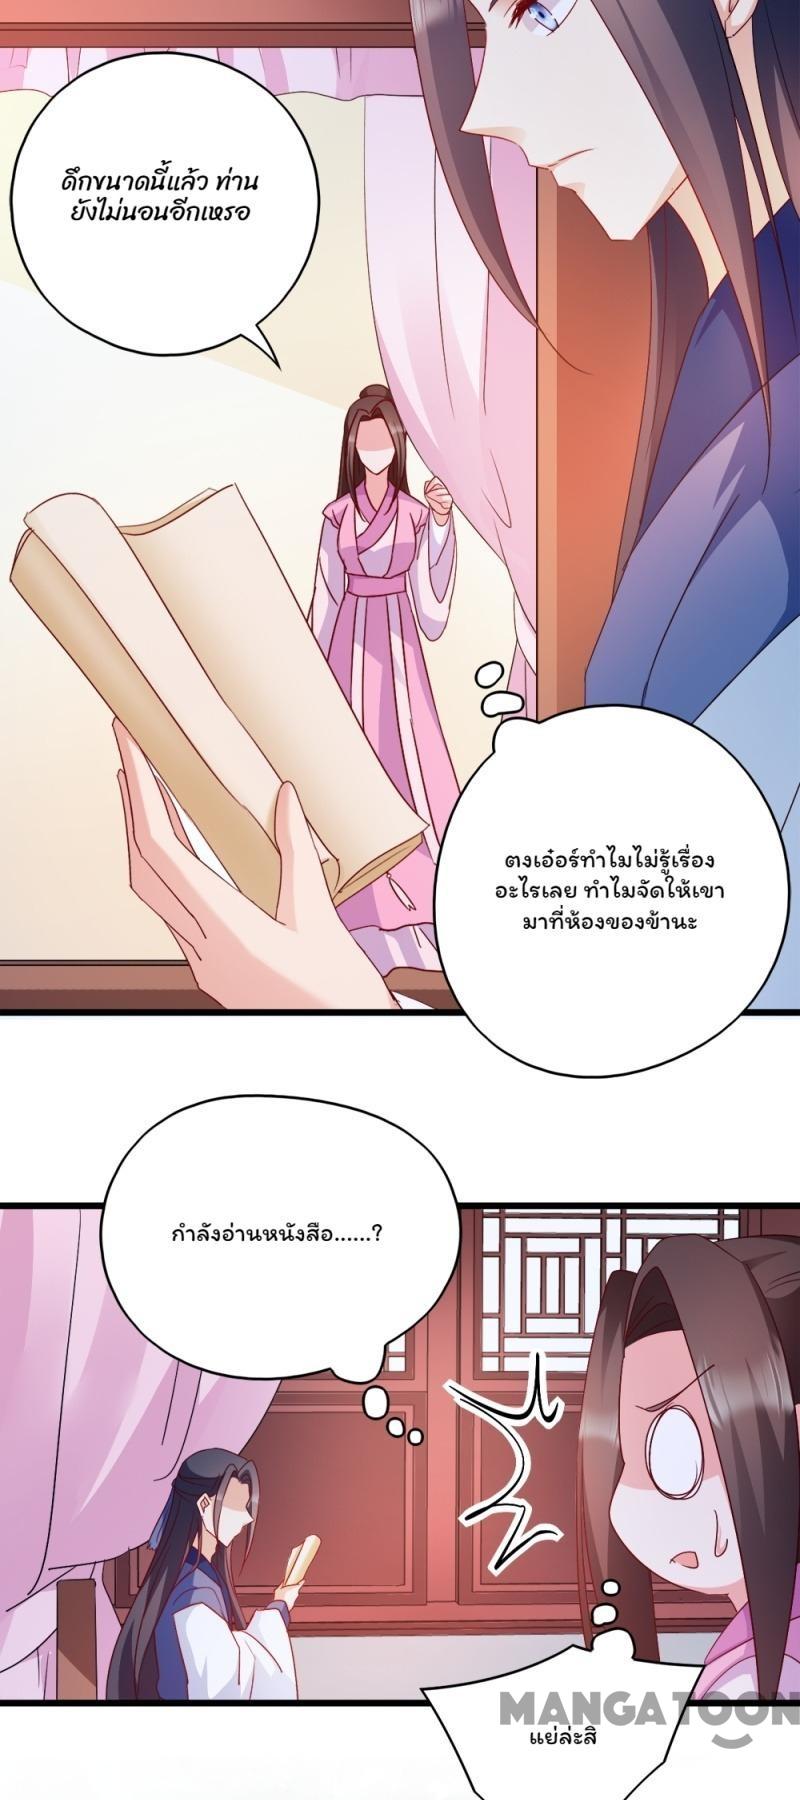 ดึกขนาดนี้แล้ว ท่าน
ยังไม่นอนอีกเหรอ
ตงเอ๋อร์ทำไมไม่รู้เรื่อง
อะไรเลย ทำไมจัดให้เขา
มาที่ห้องของข้านะ
กำลังอ่านหนังสือ......?
MANGATOON
แย่ล่ะสิ